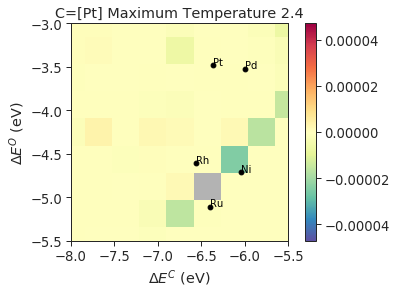 C=[Pt] Maximum Temperature 2.4
−3.0
−3.5
−4.0
−4.5
−5.0
−5.5
ΔE^O (eV)
Pt
Pd
Rh
Ni
Ru
−8.0 −7.5 −7.0 −6.5 −6.0 −5.5
ΔE^C (eV)
0.00004
0.00002
0.00000
−0.00002
−0.00004